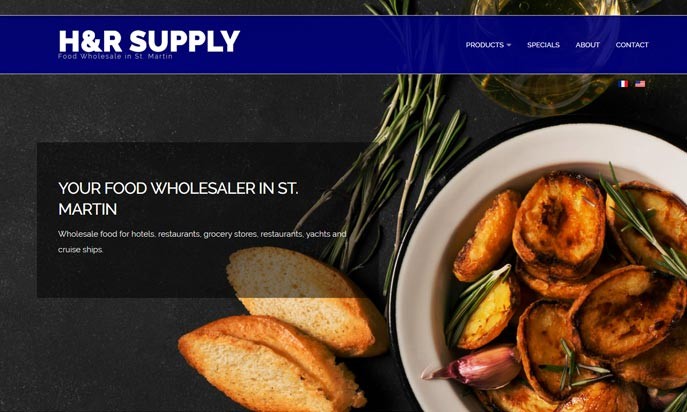 H&R SUPPLY
Food Wholesale in St. Martin
PRODUCTS
SPECIALS
ABOUT
CONTACT
YOUR FOOD WHOLESALER IN ST.
MARTIN
Wholesale food for hotels, restaurants, grocery stores, restaurants, yachts and
cruise ships.